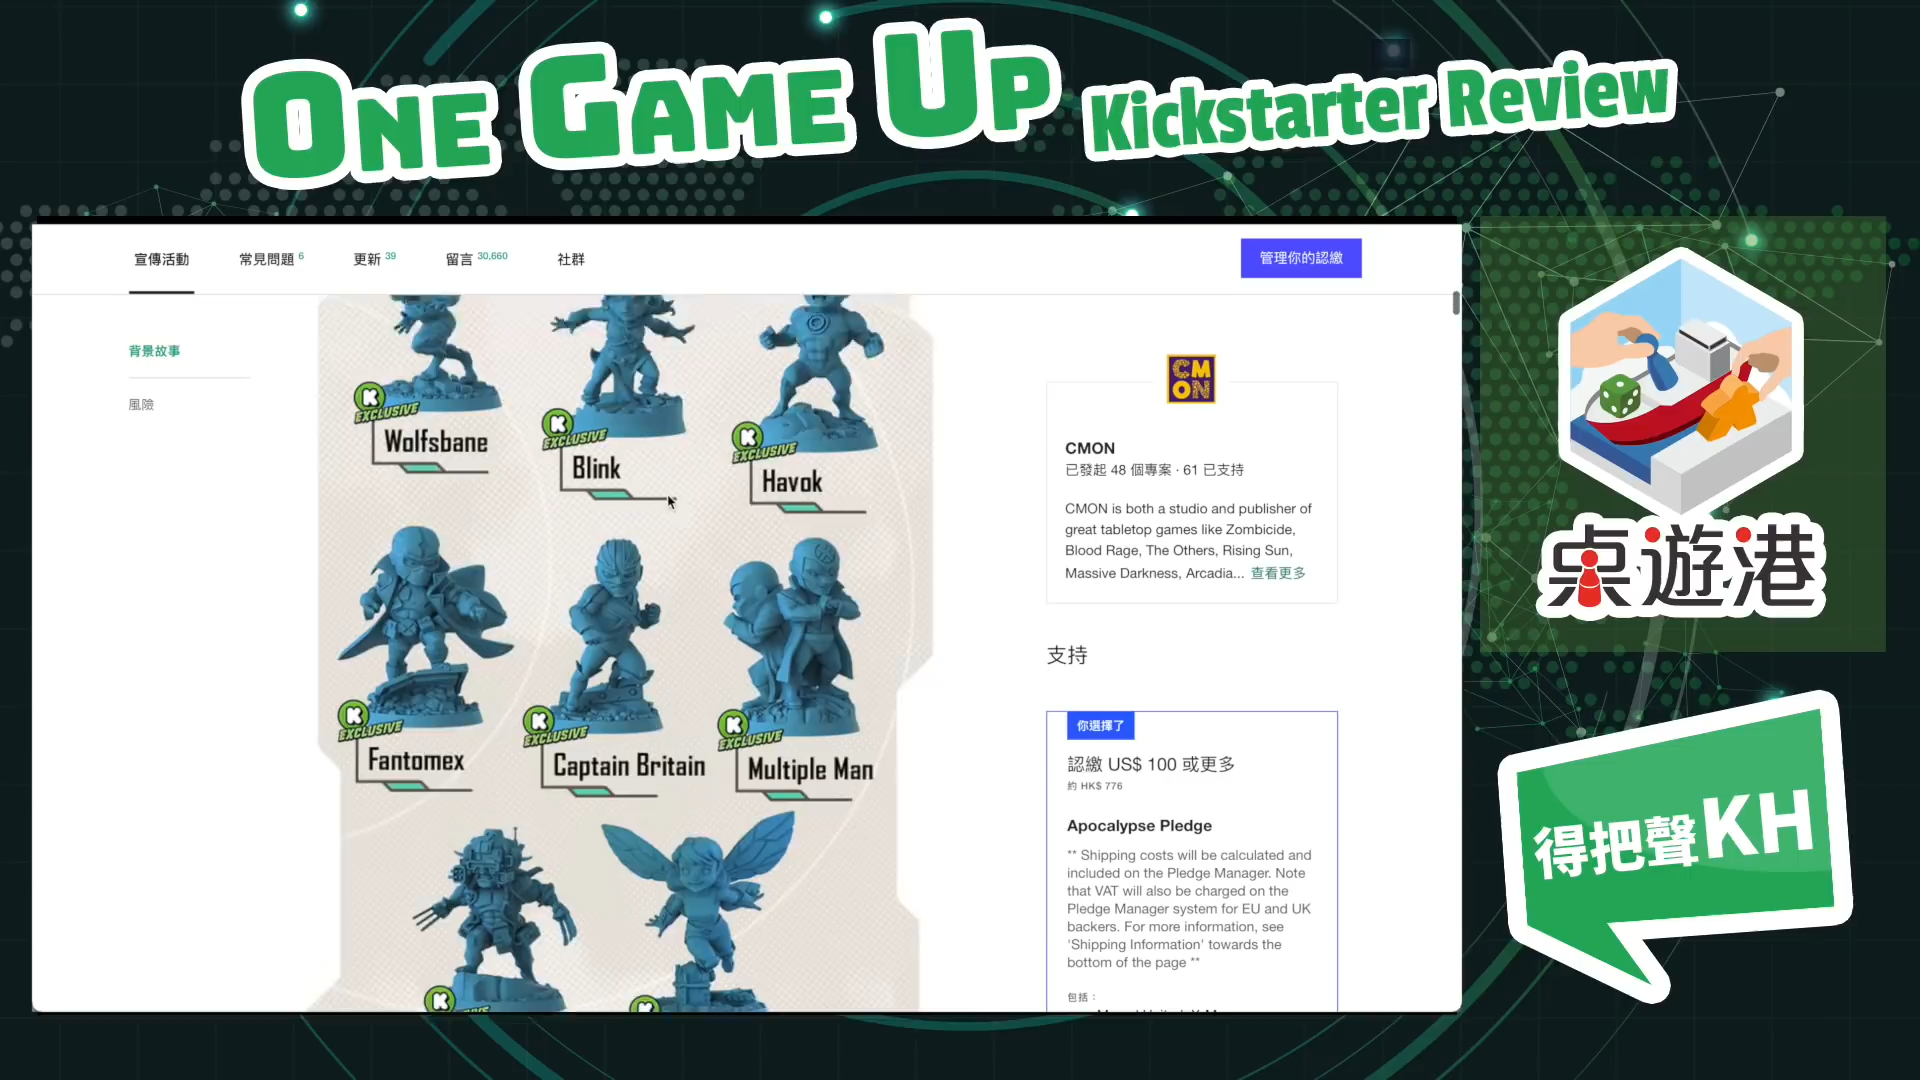 One Game Up Kickstarter Review
宣傳活動
常見問題 6
更新 39
留言 30,660
社群
管理你的認繳
背景故事
風險
K EXCLUSIVE
Wolfsbane
K EXCLUSIVE
Blink
K EXCLUSIVE
Havok
K EXCLUSIVE
Fantomex
K EXCLUSIVE
Captain Britain
K EXCLUSIVE
Multiple Man
K
K
CMON
CMON
已發起 48 個專案 · 61 已支持
CMON is both a studio and publisher of
great tabletop games like Zombicide,
Blood Rage, The Others, Rising Sun,
Massive Darkness, Arcadia... 查看更多
支持
你選擇了
認繳 US$ 100 或更多
約 HK$ 776
Apocalypse Pledge
** Shipping costs will be calculated and
included on the Pledge Manager. Note
that VAT will also be charged on the
Pledge Manager system for EU and UK
backers. For more information, see
'Shipping Information' towards the
bottom of the page **
包括：
桌遊港
得把聲KH